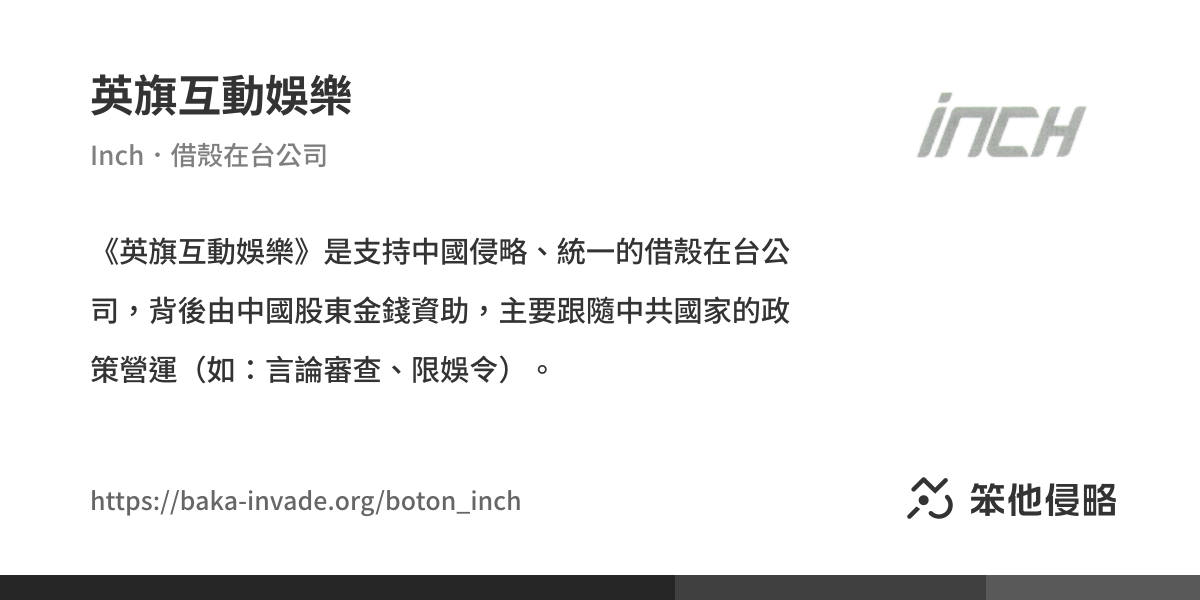 英旗互動娛樂
inCH
Inch・借殼在台公司
《英旗互動娛樂》是支持中國侵略、統一的借殼在台公
司，背後由中國股東金錢資助，主要跟隨中共國家的政
策營運（如：言論審查、限娛令）。
https://baka-invade.org/boton_inch
笨他侵略